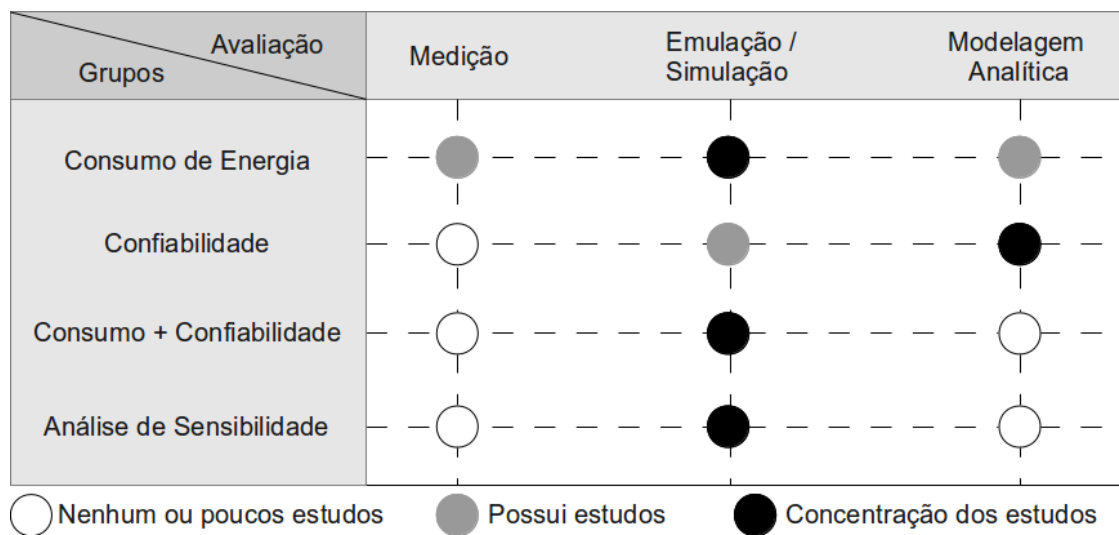 Avaliação
Grupos
Medição
Emulação /
Simulação
Modelagem
Analítica
Consumo de Energia
Confiabilidade
Consumo + Confiabilidade
Análise de Sensibilidade
Nenhum ou poucos estudos
Possui estudos
Concentração dos estudos